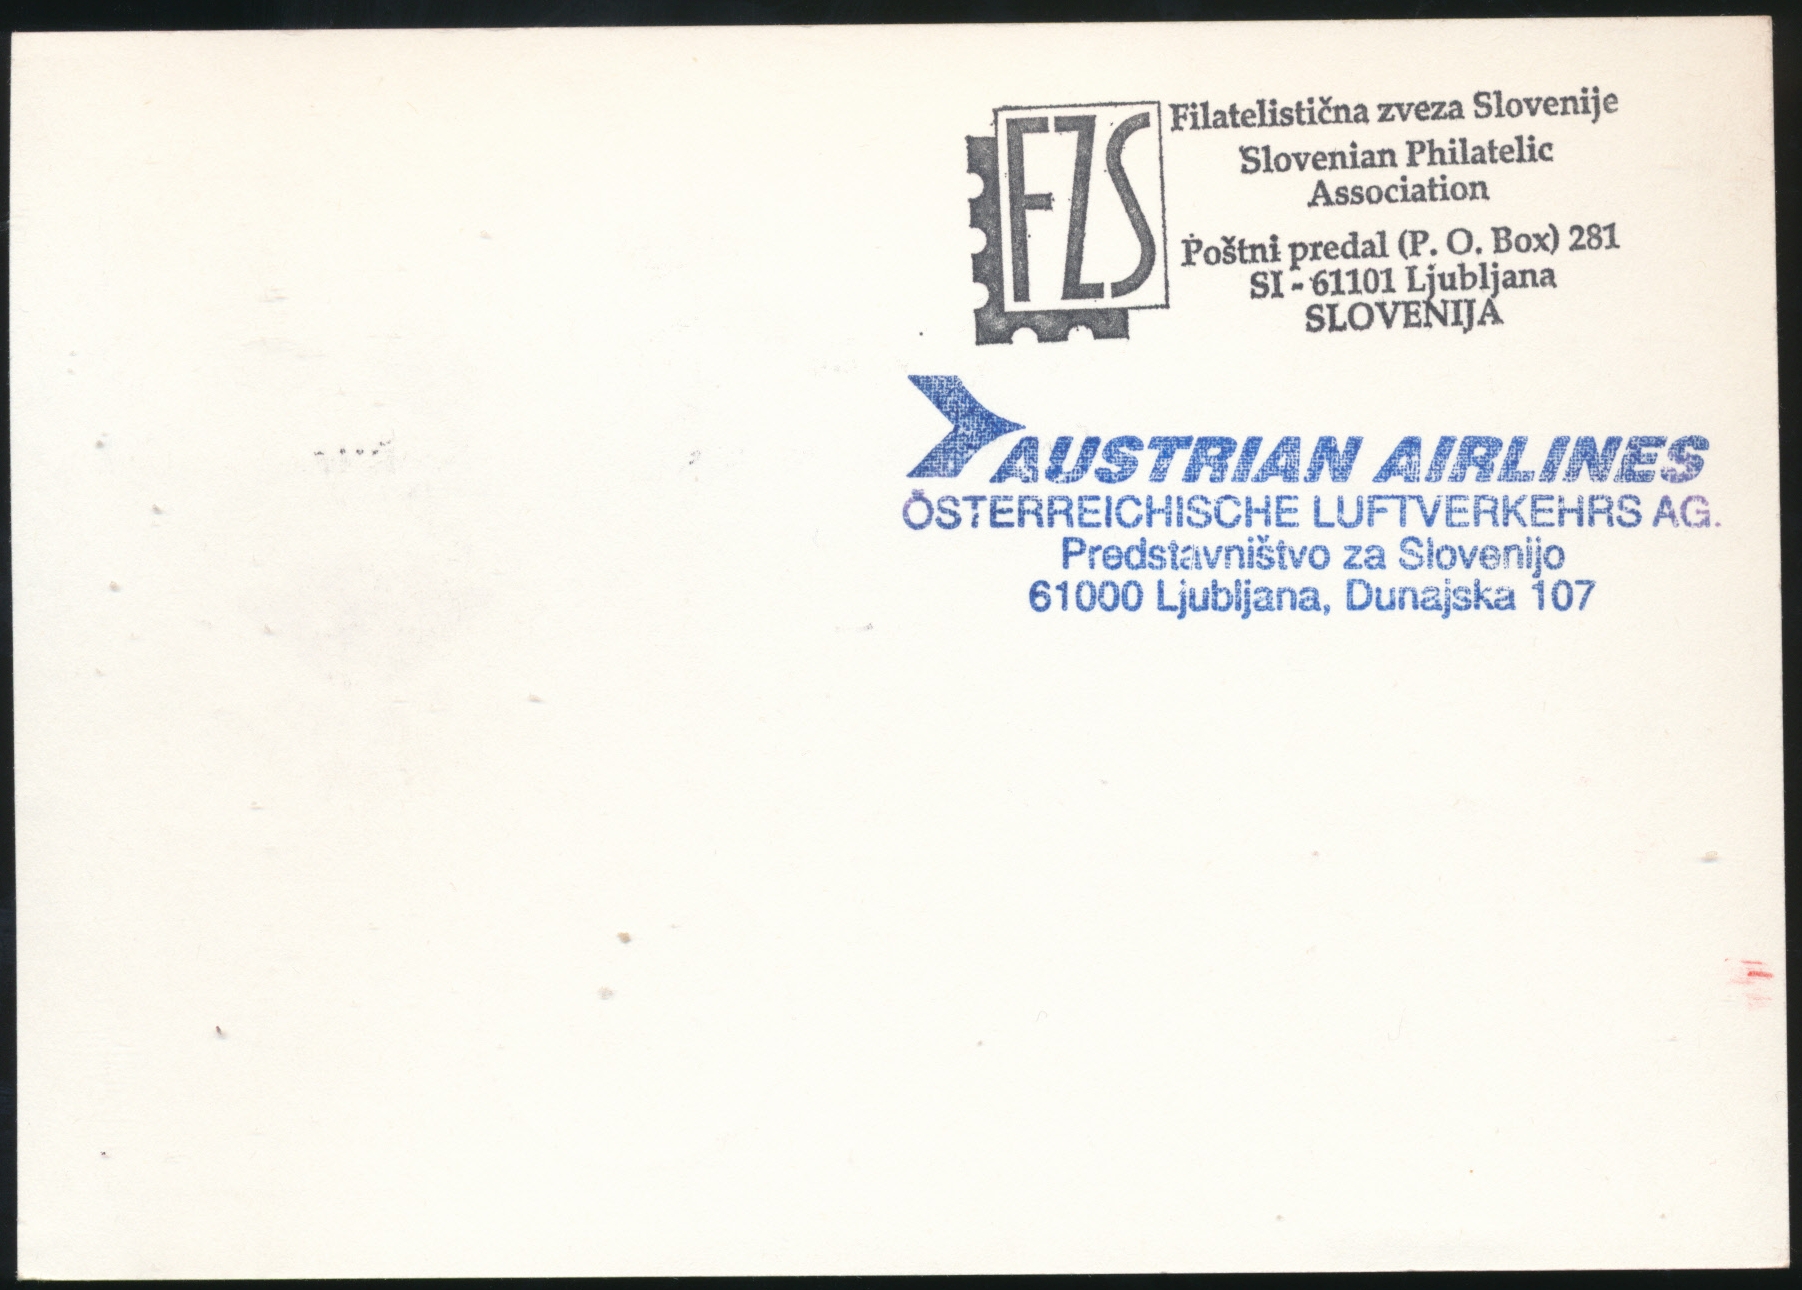 FZS
Filatelistična zveza Slovenije
Slovenian Philatelic
Association
Poštni predal (P. O. Box) 281
SI - 61101 Ljubljana
SLOVENIJA
AUSTRIAN AIRLINES
ÖSTERREICHISCHE LUFTVERKEHRS AG.
Predstavništvo za Slovenijo
61000 Ljubljana, Dunajska 107